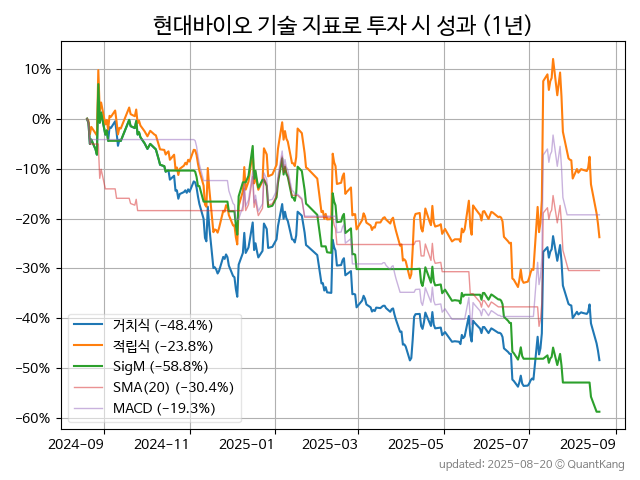 현대바이오 기술 지표로 투자 시 성과 (1년)
10%
0%
−10%
−20%
−30%
−40%
−50%
−60%
거치식 (−48.4%)
적립식 (−23.8%)
SigM (−58.8%)
SMA(20) (−30.4%)
MACD (−19.3%)
2024-09 2024-11 2025-01 2025-03 2025-05 2025-07 2025-09
updated: 2025-08-20 © QuantKang